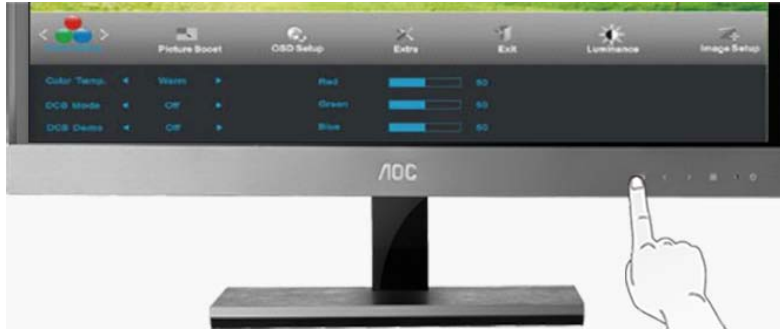 Picture Boost
OSD Setup
Extra
Exit
Luminance
Image Setup
Color Temp.
Warm
Red
50
DCB Mode
Off
Green
50
DCB Demo
Off
Blue
50
AOC